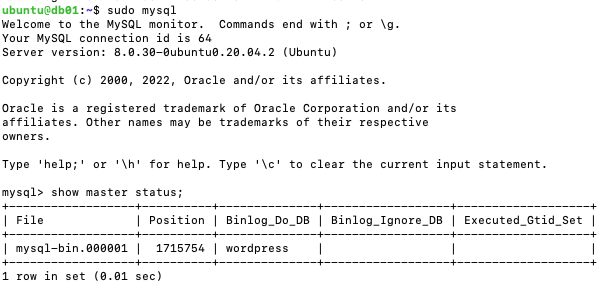 ubuntu@db01:~$ sudo mysql
Welcome to the MySQL monitor.  Commands end with ; or \g.
Your MySQL connection id is 64
Server version: 8.0.30-0ubuntu0.20.04.2 (Ubuntu)
Copyright (c) 2000, 2022, Oracle and/or its affiliates.
Oracle is a registered trademark of Oracle Corporation and/or its
affiliates. Other names may be trademarks of their respective
owners.
Type 'help;' or '\h' for help. Type '\c' to clear the current input statement.
mysql> show master status;
+------------------+----------+--------------+------------------+-------------------+
| File             | Position | Binlog_Do_DB | Binlog_Ignore_DB | Executed_Gtid_Set |
+------------------+----------+--------------+------------------+-------------------+
| mysql-bin.000001 |  1715754 | wordpress    |                  |                   |
+------------------+----------+--------------+------------------+-------------------+
1 row in set (0.01 sec)